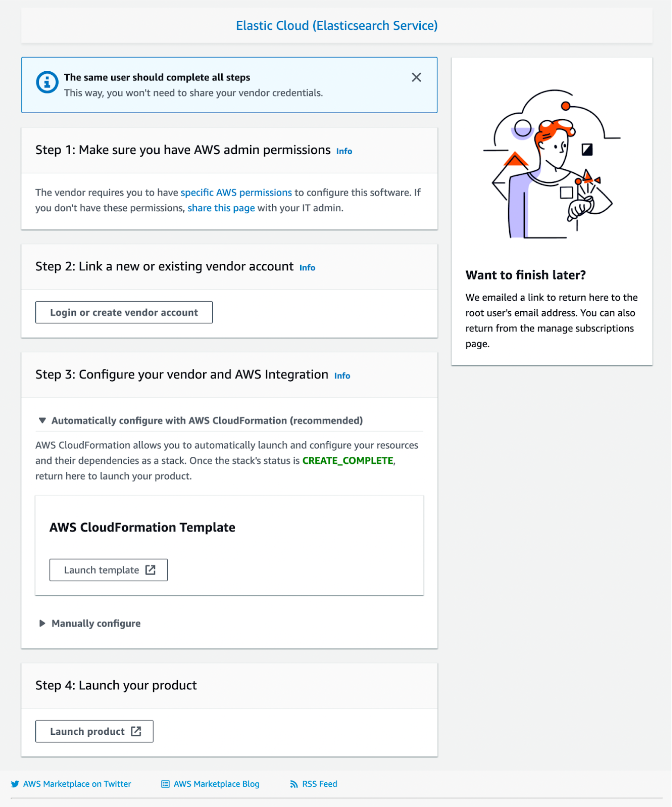 Elastic Cloud (Elasticsearch Service)
The same user should complete all steps
This way, you won't need to share your vendor credentials.
Step 1: Make sure you have AWS admin permissions Info
The vendor requires you to have specific AWS permissions to configure this software. If
you don't have these permissions, share this page with your IT admin.
Step 2: Link a new or existing vendor account Info
Login or create vendor account
Step 3: Configure your vendor and AWS Integration Info
Automatically configure with AWS CloudFormation (recommended)
AWS CloudFormation allows you to automatically launch and configure your resources
and their dependencies as a stack. Once the stack's status is CREATE_COMPLETE,
return here to launch your product.
AWS CloudFormation Template
Launch template
Manually configure
Step 4: Launch your product
Launch product
Want to finish later?
We emailed a link to return here to the
root user's email address. You can also
return from the manage subscriptions
page.
AWS Marketplace on Twitter AWS Marketplace Blog RSS Feed